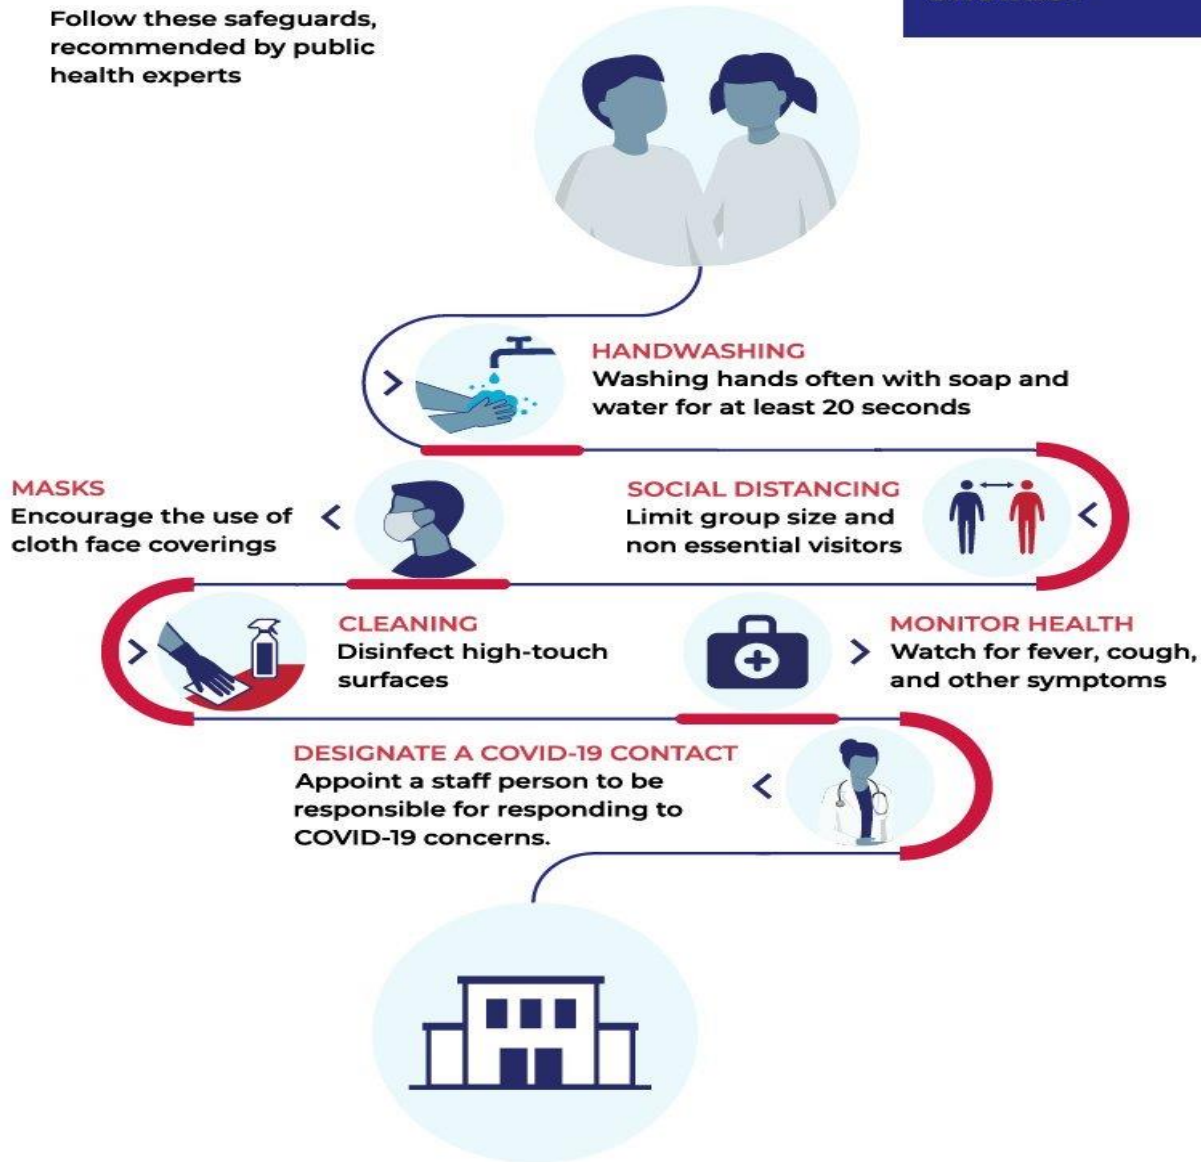 Follow these safeguards,
recommended by public
health experts
HANDWASHING
Washing hands often with soap and
water for at least 20 seconds
SOCIAL DISTANCING
Limit group size and
non essential visitors
MASKS
Encourage the use of
cloth face coverings
CLEANING
Disinfect high-touch
surfaces
MONITOR HEALTH
Watch for fever, cough,
and other symptoms
DESIGNATE A COVID-19 CONTACT
Appoint a staff person to be
responsible for responding to
COVID-19 concerns.